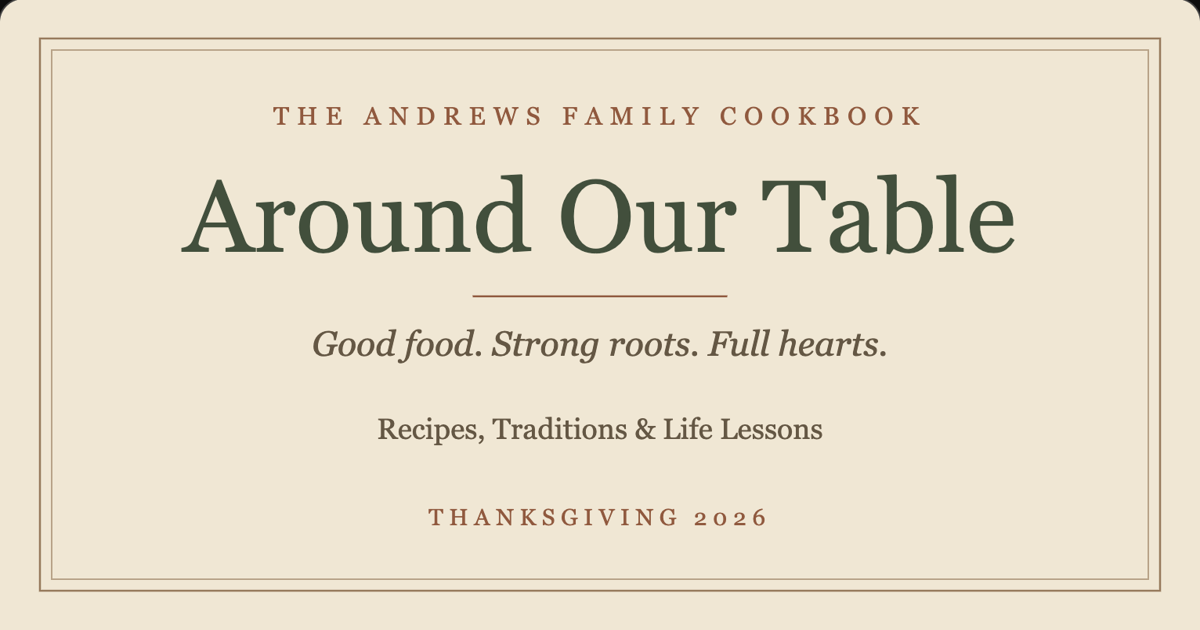 THE ANDREWS FAMILY COOKBOOK
Around Our Table
Good food. Strong roots. Full hearts.
Recipes, Traditions & Life Lessons
THANKSGIVING 2026